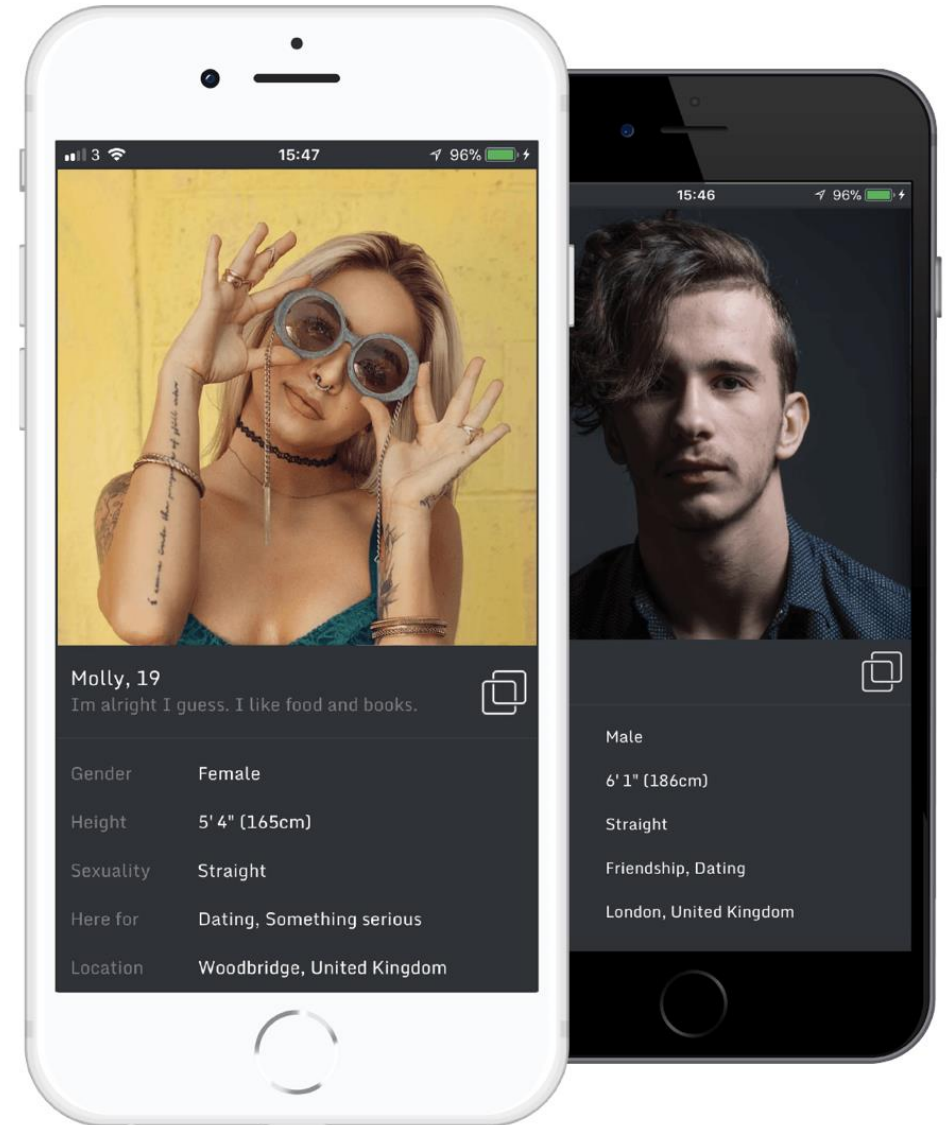 3 15:47 96%
Molly, 19
Im alright I guess. I like food and books.
Gender Female
Height 5' 4" (165cm)
Sexuality Straight
Here for Dating, Something serious
Location Woodbridge, United Kingdom
15:46 96%
Male
6' 1" (186cm)
Straight
Friendship, Dating
London, United Kingdom